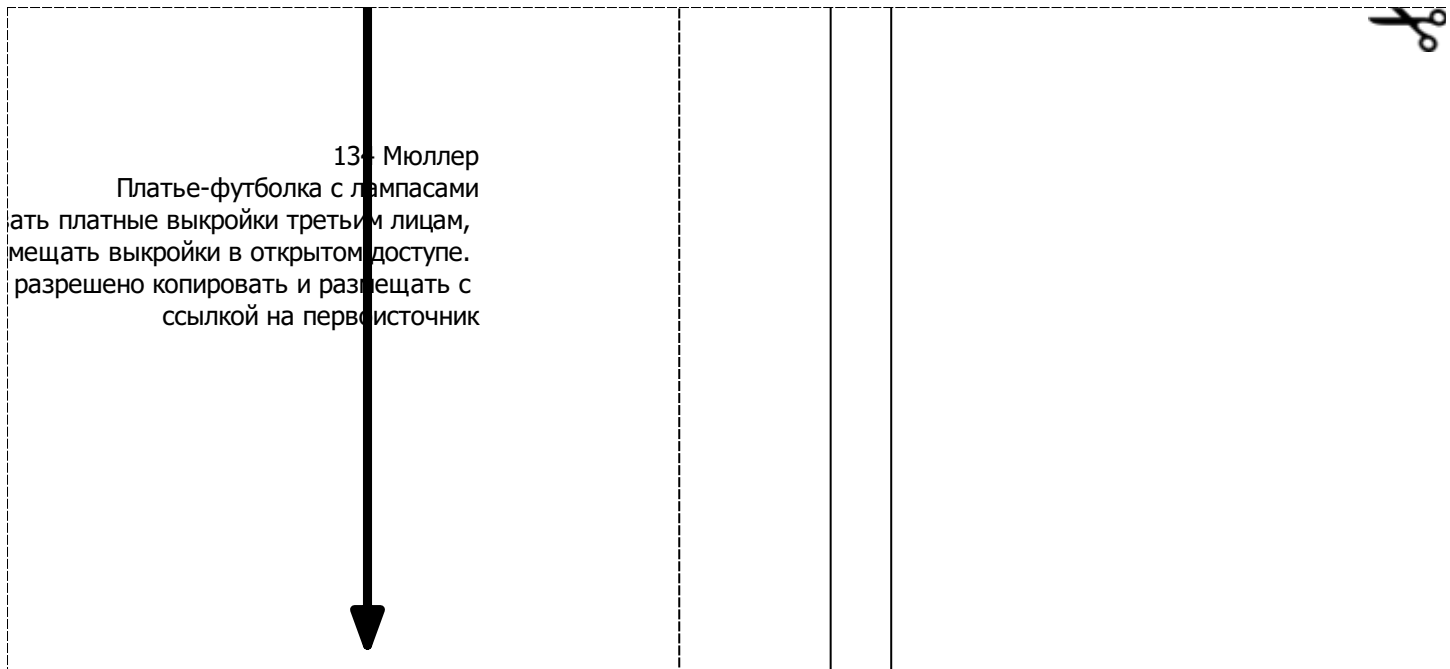 134 Мюллер
Платье-футболка с лампасами
ать платные выкройки третьим лицам,
мещать выкройки в открытом доступе.
разрешено копировать и размещать с
ссылкой на первоисточник